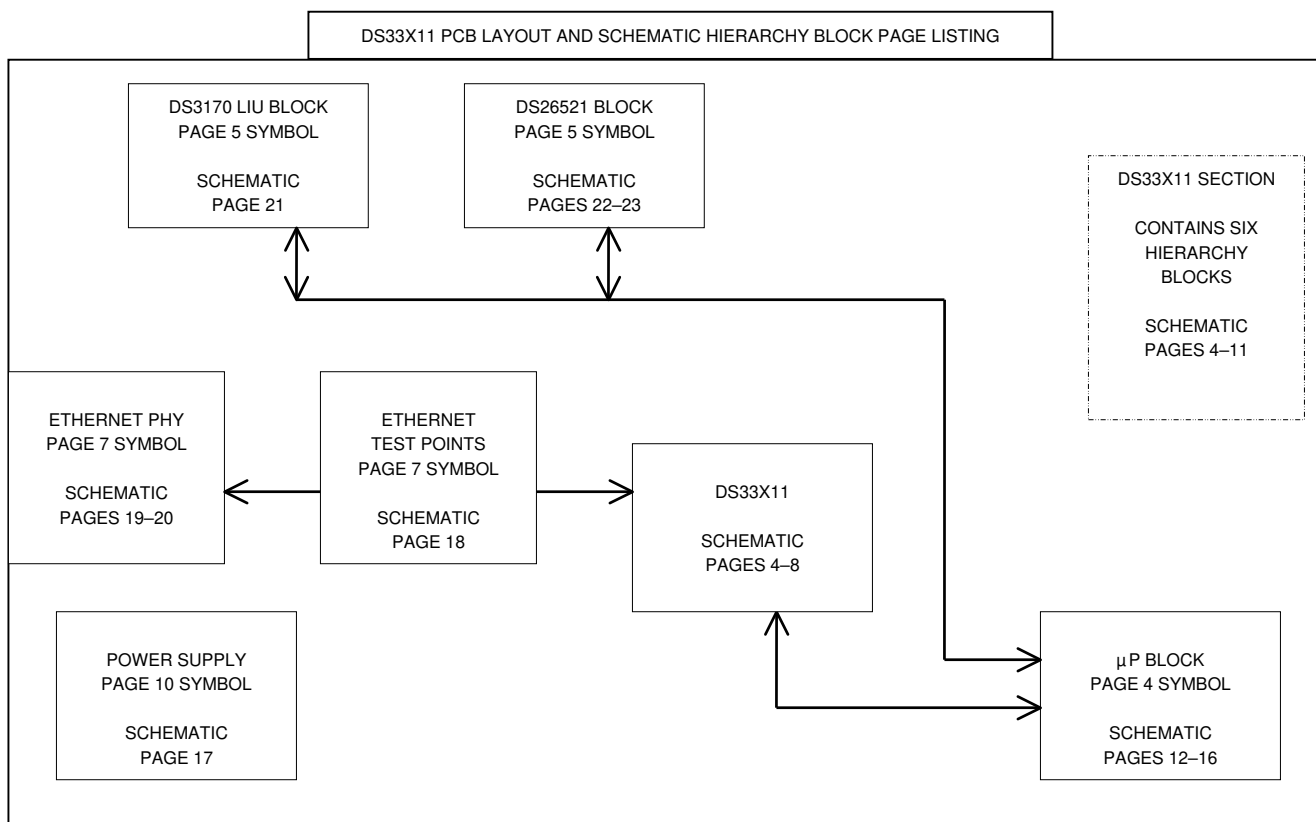 DS33X11 PCB LAYOUT AND SCHEMATIC HIERARCHY BLOCK PAGE LISTING
DS3170 LIU BLOCK
PAGE 5 SYMBOL
SCHEMATIC
PAGE 21
DS26521 BLOCK
PAGE 5 SYMBOL
SCHEMATIC
PAGES 22–23
DS33X11 SECTION
CONTAINS SIX
HIERARCHY
BLOCKS
SCHEMATIC
PAGES 4–11
ETHERNET PHY
PAGE 7 SYMBOL
SCHEMATIC
PAGES 19–20
ETHERNET
TEST POINTS
PAGE 7 SYMBOL
SCHEMATIC
PAGE 18
DS33X11
SCHEMATIC
PAGES 4–8
POWER SUPPLY
PAGE 10 SYMBOL
SCHEMATIC
PAGE 17
µP BLOCK
PAGE 4 SYMBOL
SCHEMATIC
PAGES 12–16